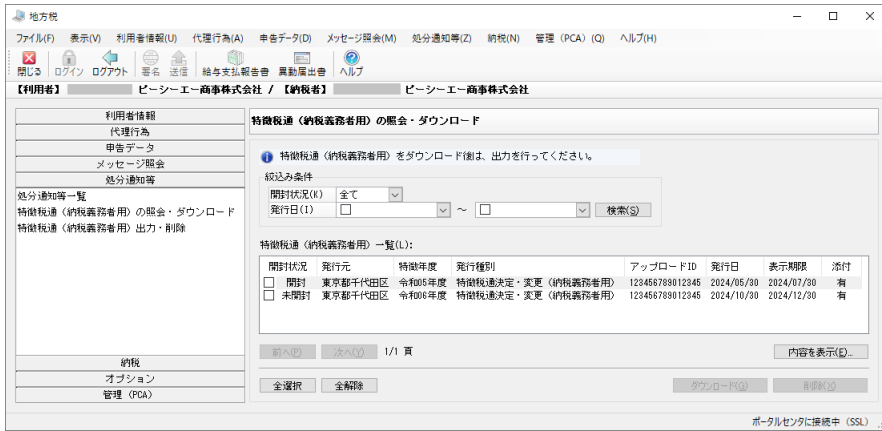 地方税
ファイル(F) 表示(V) 利用者情報(U) 代理行為(A) 申告データ(D) メッセージ照会(M) 処分通知等(Z) 納税(N) 管理 (PCA) (Q) ヘルプ(H)
閉じる ログイン ログアウト 署名 送信 給与支払報告書 異動届出書 ヘルプ
【利用者】 ピーシーエー商事株式会社 / 【納税者】 ピーシーエー商事株式会社
利用者情報
代理行為
申告データ
メッセージ照会
処分通知等
処分通知等一覧
特徴税通（納税義務者用）の照会・ダウンロード
特徴税通（納税義務者用）出力・削除
納税
オプション
管理 (PCA)
特徴税通（納税義務者用）の照会・ダウンロード
特徴税通（納税義務者用）をダウンロード後は、出力を行ってください。
絞込み条件
開封状況(K) 全て
発行日(I) ～ 検索(S)
特徴税通（納税義務者用）一覧(L):
開封状況 発行元 特徴年度 発行種別 アップロードID 発行日 表示期限 添付
開封 東京都千代田区 令和05年度 特徴税通決定・変更（納税義務者用） 123456789012345 2024/05/30 2024/07/30 有
未開封 東京都千代田区 令和06年度 特徴税通決定・変更（納税義務者用） 123456789012345 2024/10/30 2024/12/30 有
前へ(P) 次へ(Y) 1/1 頁 内容を表示(E)...
全選択 全解除 ダウンロード(G) 削除(X)
ポータルセンタに接続中 (SSL)